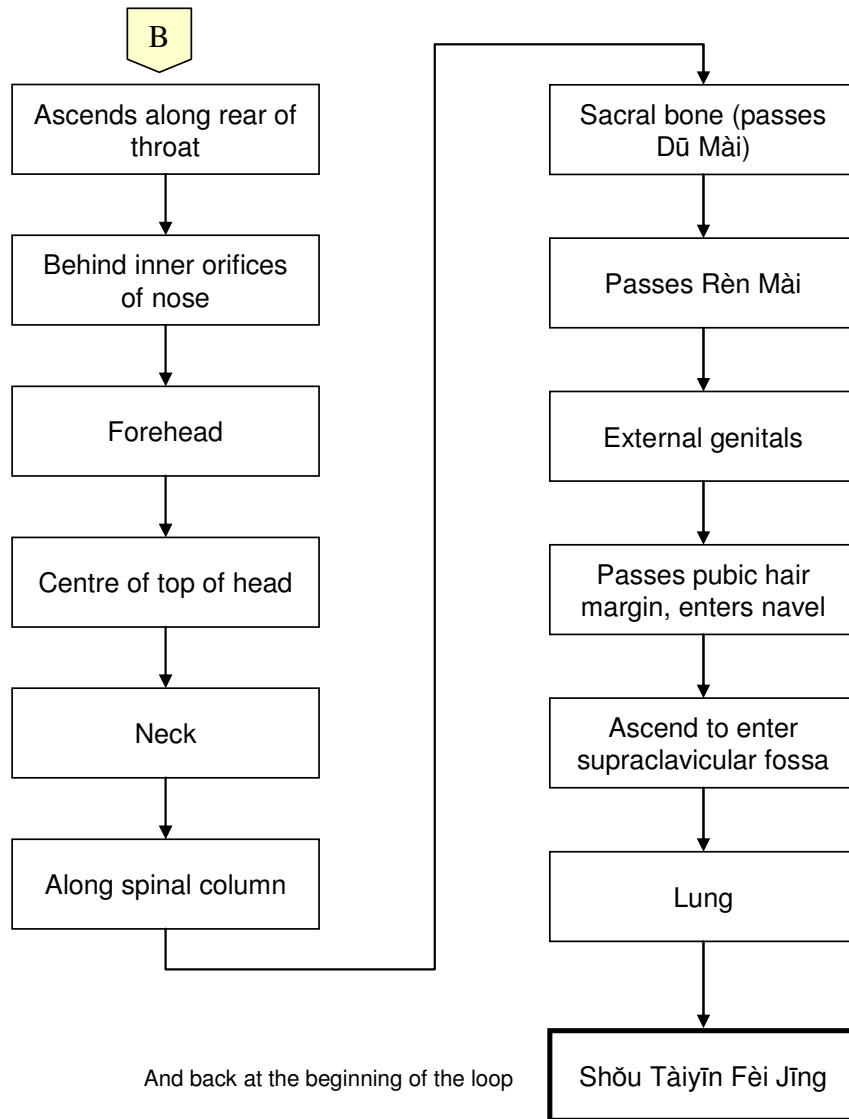 B
Ascends along rear of
throat
Behind inner orifices
of nose
Forehead
Centre of top of head
Neck
Along spinal column
Sacral bone (passes
Dū Mài)
Passes Rèn Mài
External genitals
Passes pubic hair
margin, enters navel
Ascend to enter
supraclavicular fossa
Lung
And back at the beginning of the loop
Shǒu Tàiyīn Fèi Jīng